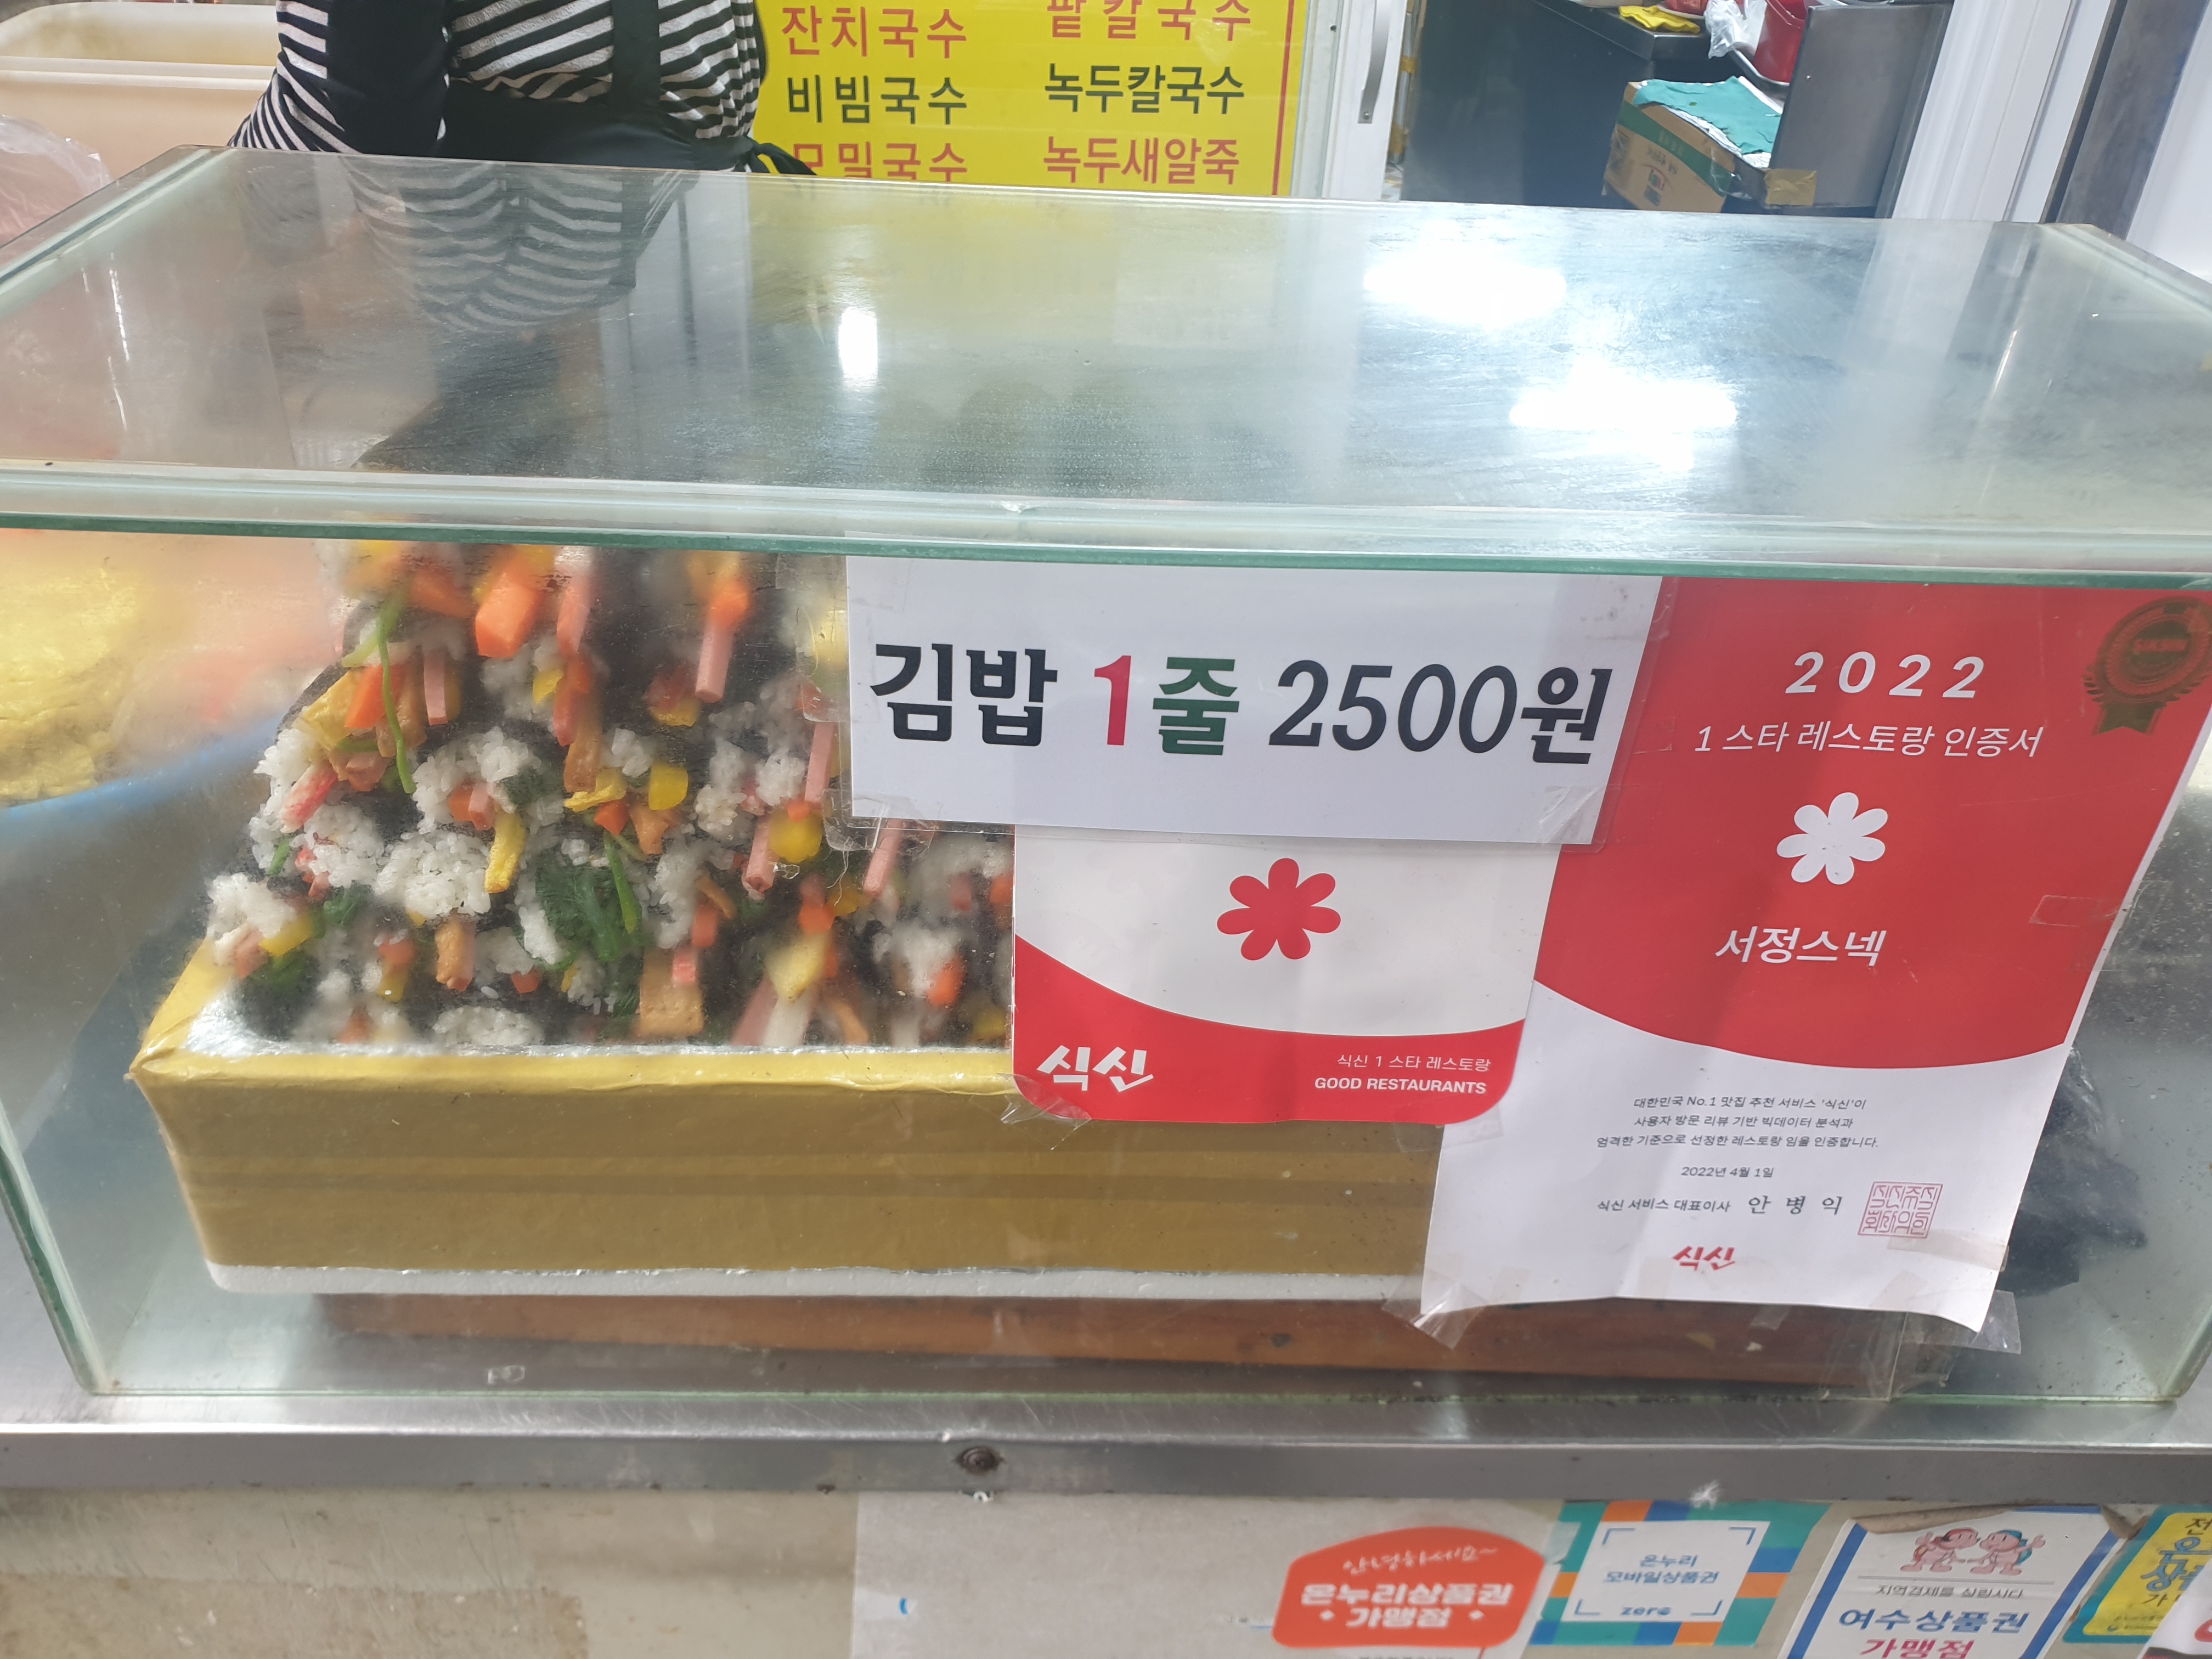 잔치국수
팥칼국수
비빔국수
녹두칼국수
모밀국수
녹두새알죽
김밥 1줄 2500원
식신
식신 1 스타 레스토랑
GOOD RESTAURANTS
2022
1 스타 레스토랑 인증서
서정스넥
대한민국 No.1 맛집 추천 서비스 '식신'이
사용자 방문 리뷰 기반 빅데이터 분석과
엄격한 기준으로 선정한 레스토랑 임을 인증합니다.
2022년 4월 1일
식신 서비스 대표이사 안 병 익
식신
안녕하세요~
온누리상품권
가맹점
온누리
모바일상품권
zero
지역경제를 살립시다
여수상품권
가맹점